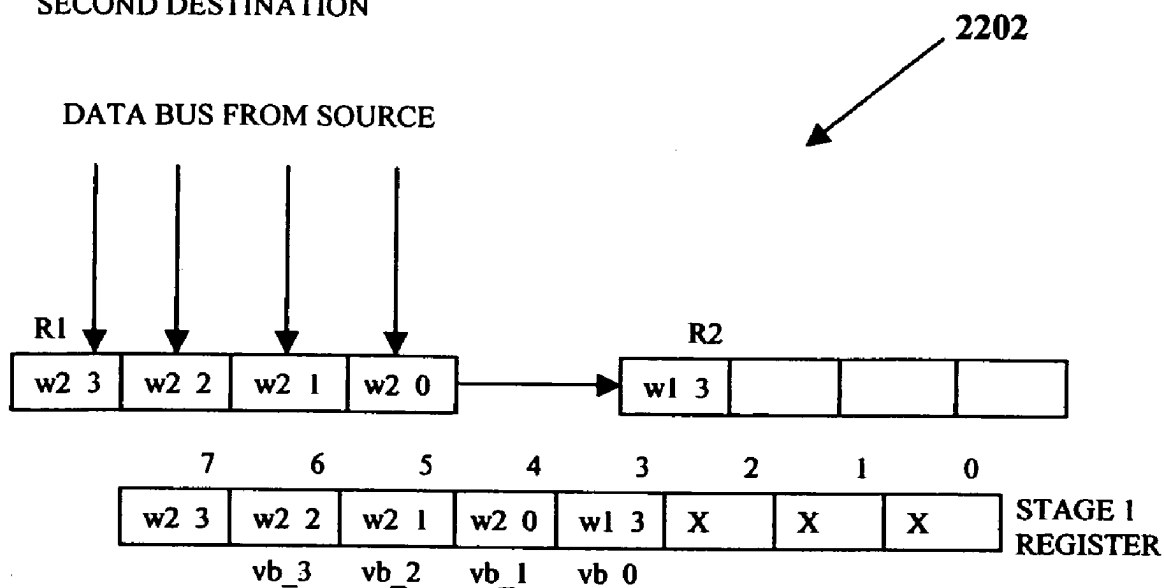 SECOND DESTINATION
2202
DATA BUS FROM SOURCE
R1
R2
w2 3 w2 2 w2 1 w2 0 w1 3
7 6 5 4 3 2 1 0
w2 3 w2 2 w2 1 w2 0 w1 3 X X X
STAGE 1
REGISTER
vb_3 vb_2 vb_1 vb 0